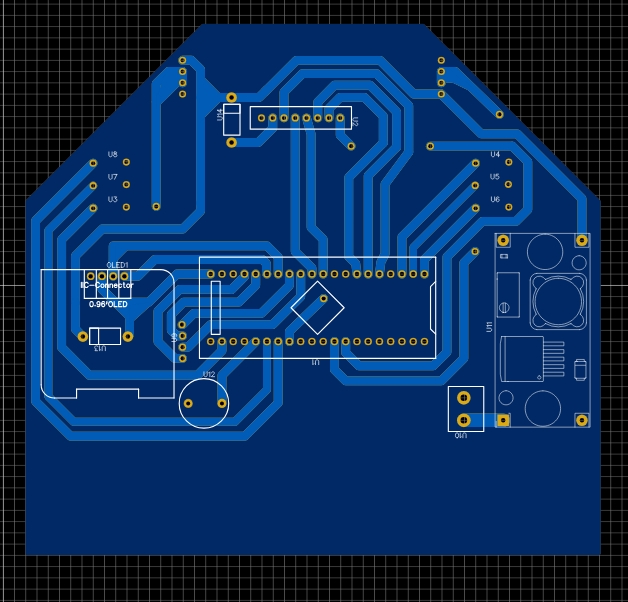 U14
U2
U8
U4
U7
U5
U3
U6
OLED1
IIC-Connector
0.96'OLED
U11
U13
U9
U1
U12
U10